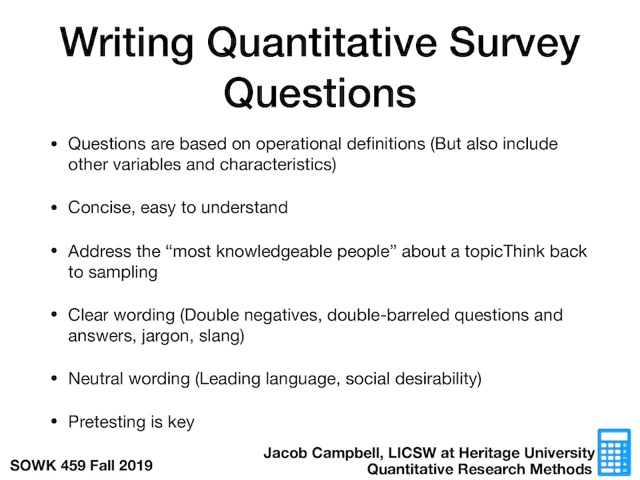 Writing Quantitative Survey
Questions
• Questions are based on operational definitions (But also include
other variables and characteristics)
• Concise, easy to understand
• Address the “most knowledgeable people” about a topicThink back
to sampling
• Clear wording (Double negatives, double-barreled questions and
answers, jargon, slang)
• Neutral wording (Leading language, social desirability)
• Pretesting is key
SOWK 459 Fall 2019
Jacob Campbell, LICSW at Heritage University
Quantitative Research Methods